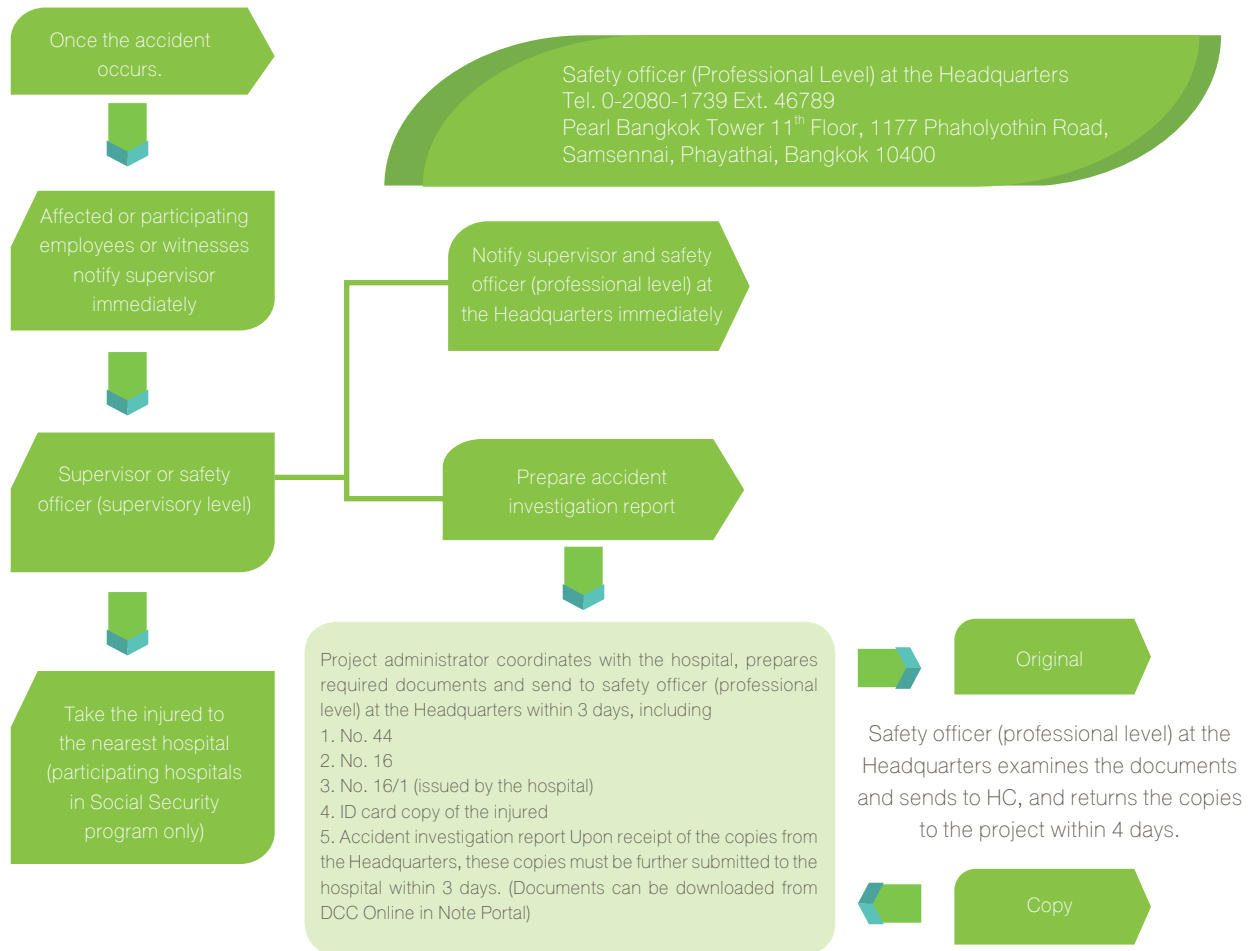 Once the accident
occurs.
Safety officer (Professional Level) at the Headquarters
Tel. 0-2080-1739 Ext. 46789
Pearl Bangkok Tower 11th Floor, 1177 Phaholyothin Road,
Samsennai, Phayathai, Bangkok 10400
Affected or participating
employees or witnesses
notify supervisor
immediately
Notify supervisor and safety
officer (professional level) at
the Headquarters immediately
Supervisor or safety
officer (supervisory level)
Prepare accident
investigation report
Take the injured to
the nearest hospital
(participating hospitals
in Social Security
program only)
Project administrator coordinates with the hospital, prepares
required documents and send to safety officer (professional
level) at the Headquarters within 3 days, including
1. No. 44
2. No. 16
3. No. 16/1 (issued by the hospital)
4. ID card copy of the injured
5. Accident investigation report Upon receipt of the copies from
the Headquarters, these copies must be further submitted to the
hospital within 3 days. (Documents can be downloaded from
DCC Online in Note Portal)
Original
Safety officer (professional level) at the
Headquarters examines the documents
and sends to HC, and returns the copies
to the project within 4 days.
Copy